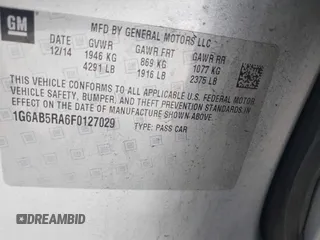 GM
MFD BY GENERAL MOTORS LLC
DATE GVWR GAWR FRT GAWR RR
12/14 1946 KG 869 KG 1077 KG
4291 LB 1916 LB 2375 LB
THIS VEHICLE CONFORMS TO ALL APPLICABLE U.S. FEDERAL MOTOR
VEHICLE SAFETY, BUMPER, AND THEFT PREVENTION STANDARDS
IN EFFECT ON THE DATE OF MANUFACTURE SHOWN ABOVE.
1G6AB5RA6F0127029 TYPE: PASS CAR
DREAMBID
DREAMBID